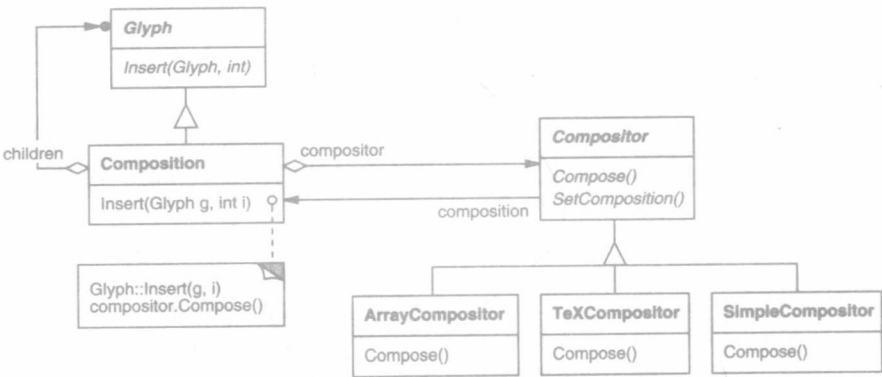 Glyph
Insert(Glyph, int)
children
Composition
Insert(Glyph g, int i)
compositor
composition
Compositor
Compose()
SetComposition()
Glyph::Insert(g, i)
compositor.Compose()
ArrayCompositor
Compose()
TeXCompositor
Compose()
SimpleCompositor
Compose()